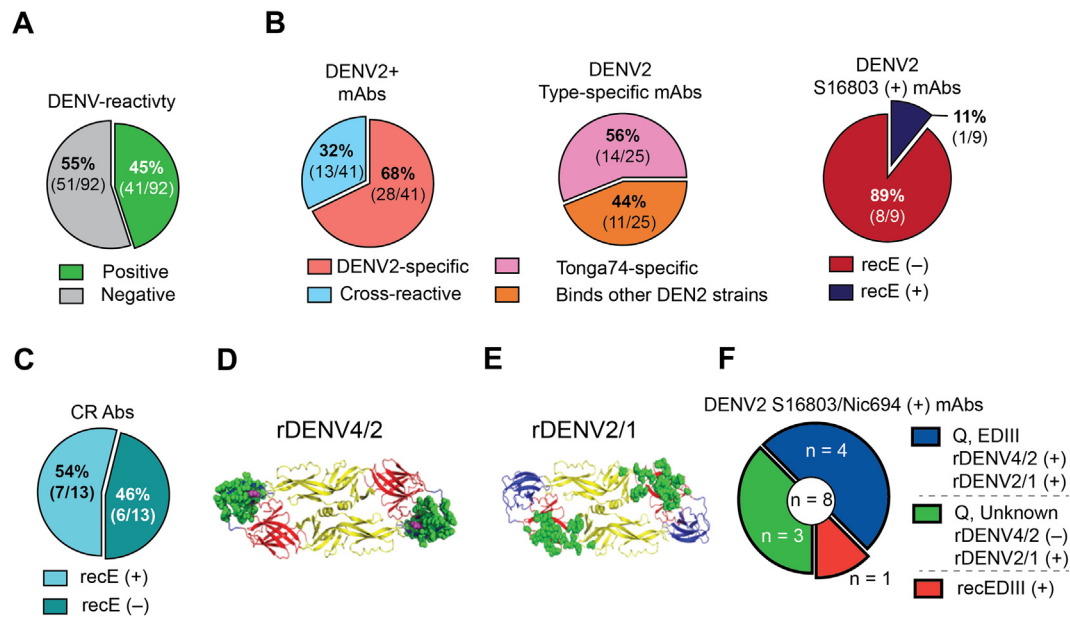 A
DENV-reactivty
55%
(51/92)
45%
(41/92)
Positive
Negative
B
DENV2+
mAbs
32%
(13/41)
68%
(28/41)
DENV2-specific
Cross-reactive
DENV2
Type-specific mAbs
56%
(14/25)
44%
(11/25)
Tonga74-specific
Binds other DEN2 strains
DENV2
S16803 (+) mAbs
11%
(1/9)
89%
(8/9)
recE (–)
recE (+)
C
CR Abs
54%
(7/13)
46%
(6/13)
recE (+)
recE (–)
D
rDENV4/2
E
rDENV2/1
F
DENV2 S16803/Nic694 (+) mAbs
n = 4
n = 8
n = 3
n = 1
Q, EDIII
rDENV4/2 (+)
rDENV2/1 (+)
Q, Unknown
rDENV4/2 (–)
rDENV2/1 (+)
recEDIII (+)